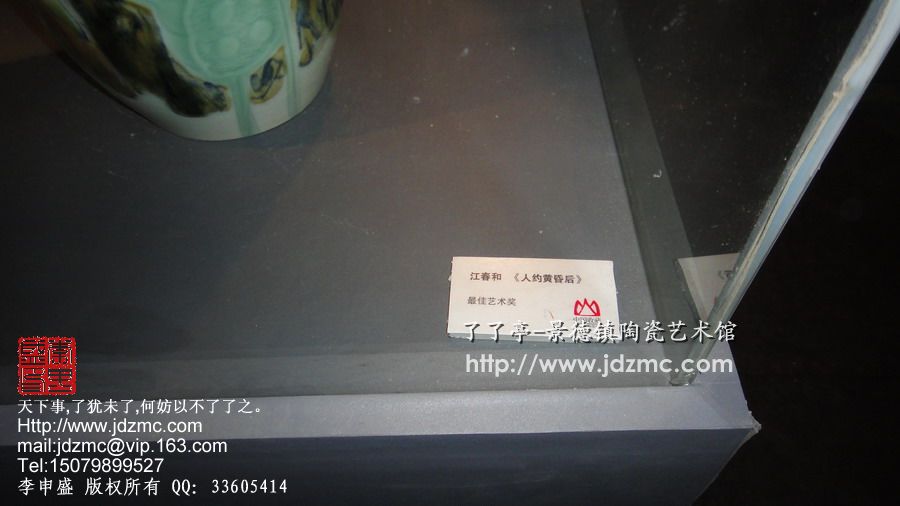 江春和 《人约黄昏后》
最佳艺术奖
了了亭-景德镇陶瓷艺术馆
http://www.jdzmc.com
天下事,了犹未了,何妨以不了了之。
Http://www.jdzmc.com
mail:jdzmc@vip.163.com
Tel:15079899527
李申盛 版权所有 QQ: 33605414